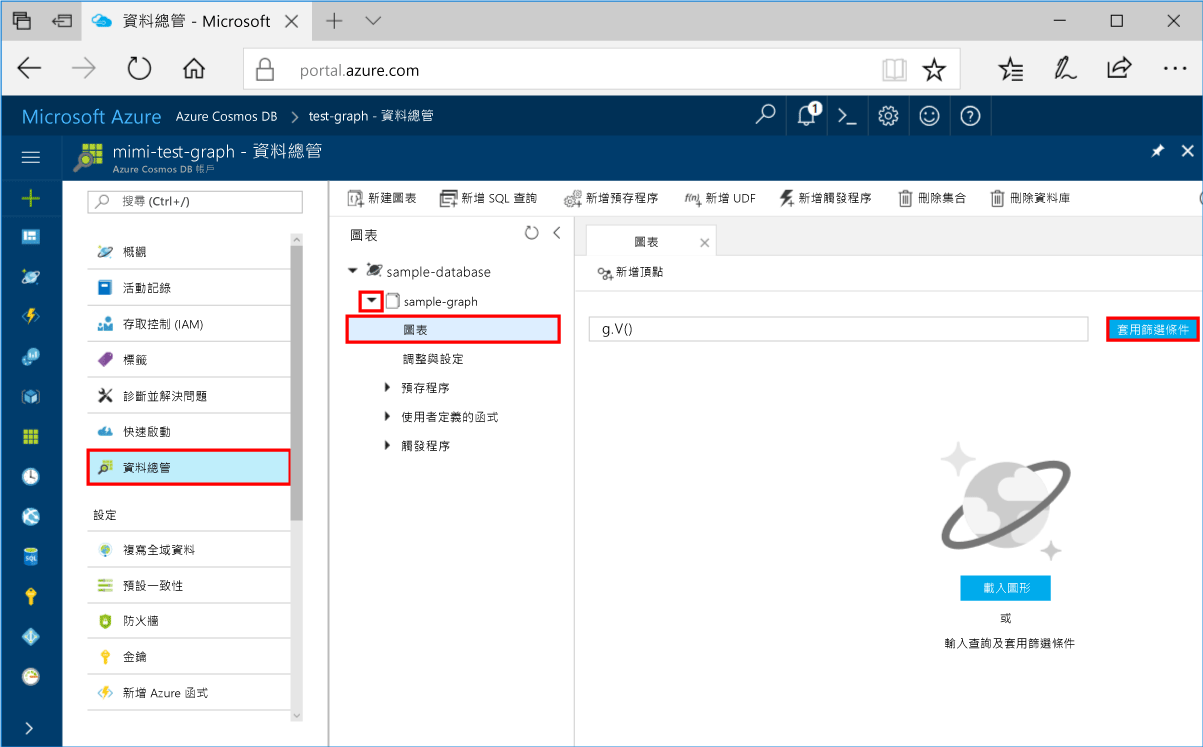 資料總管 - Microsoft
portal.azure.com
Microsoft Azure Azure Cosmos DB > test-graph - 資料總管
1
mimi-test-graph - 資料總管
Azure Cosmos DB 帳戶
搜尋 (Ctrl+/)
概觀
活動記錄
存取控制 (IAM)
標籤
診斷並解決問題
快速啟動
資料總管
設定
複寫全域資料
預設一致性
防火牆
金鑰
新增 Azure 函式
新建圖表 新增 SQL 查詢 新增預存程序 f(n) 新增 UDF 新增觸發程序 刪除集合 刪除資料庫
圖表
sample-database
sample-graph
圖表
調整與設定
預存程序
使用者定義的函式
觸發程序
圖表
新增頂點
g.V()
套用篩選條件
載入圖形
或
輸入查詢及套用篩選條件
SQL